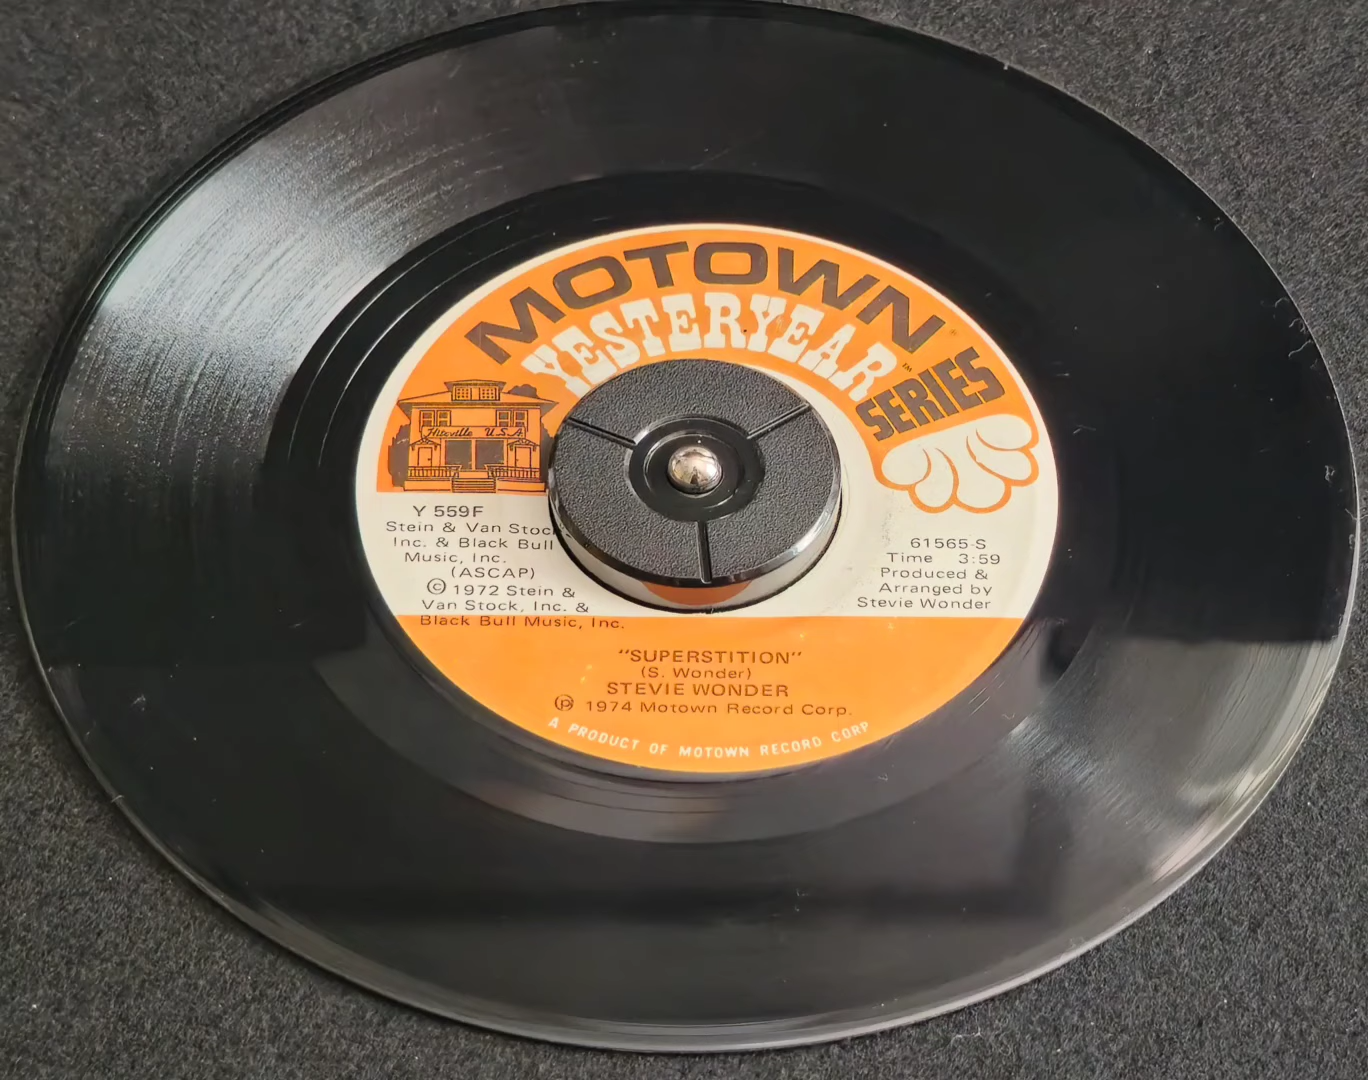 MOTOWN
YESTERYEAR
SERIES
Hitsville U.S.A
Y 559F
Stein & Van Stoc
Inc. & Black Bull
Music, Inc.
(ASCAP)
© 1972 Stein &
Van Stock, Inc. &
Black Bull Music, Inc.
61565-S
Time 3:59
Produced &
Arranged by
Stevie Wonder
"SUPERSTITION"
(S. Wonder)
STEVIE WONDER
℗ 1974 Motown Record Corp.
A PRODUCT OF MOTOWN RECORD CORP